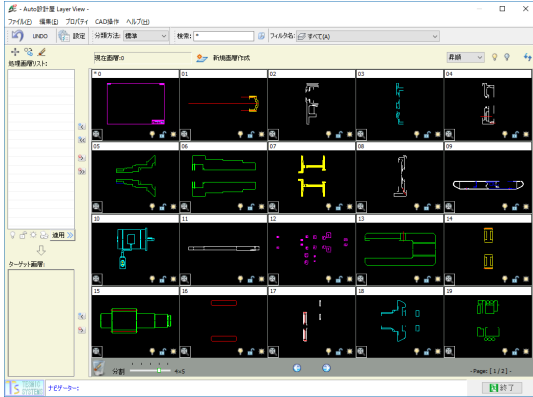 - Auto設計屋 Layer View -
ファイル(F) 編集(E) プロパティ CAD操作 ヘルプ(H)
UNDO 設定 分類方法: 標準 検索: * フィルタ名: すべて(A)
処理画層リスト: 現在画層:0 新規画層作成 昇順
* 0 01 02 03 04
05 06 07 08 09
適用
10 11 12 13 14
ターゲット画層:
15 16 17 18 19
分割 4×5 - Page: [ 1 / 2 ] -
TS TECHNO SYSTEMS ナビゲーター: 終了